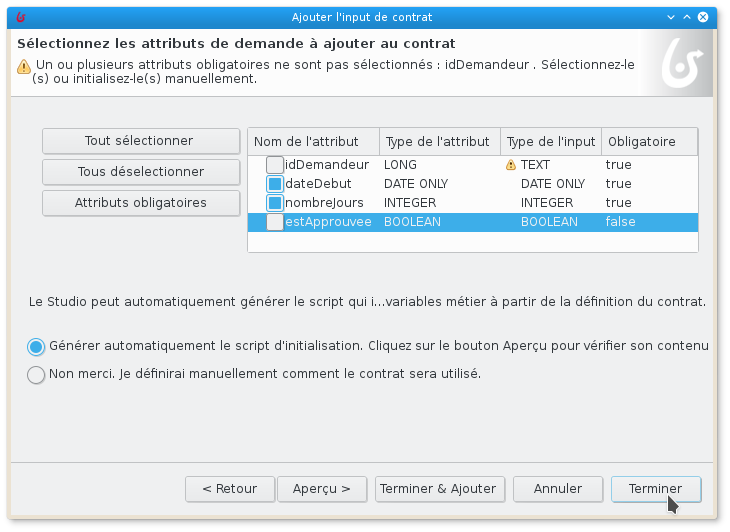 Ajouter l'input de contrat
Sélectionnez les attributs de demande à ajouter au contrat
Un ou plusieurs attributs obligatoires ne sont pas sélectionnés : idDemandeur . Sélectionnez-le
(s) ou initialisez-le(s) manuellement.
Tout sélectionner
Tous déselectionner
Attributs obligatoires
Nom de l'attribut Type de l'attribut Type de l'input Obligatoire
idDemandeur LONG TEXT true
dateDebut DATE ONLY DATE ONLY true
nombreJours INTEGER INTEGER true
estApprouvee BOOLEAN BOOLEAN false
Le Studio peut automatiquement générer le script qui i...variables métier à partir de la définition du contrat.
Générer automatiquement le script d'initialisation. Cliquez sur le bouton Aperçu pour vérifier son contenu
Non merci. Je définirai manuellement comment le contrat sera utilisé.
< Retour Aperçu > Terminer & Ajouter Annuler Terminer